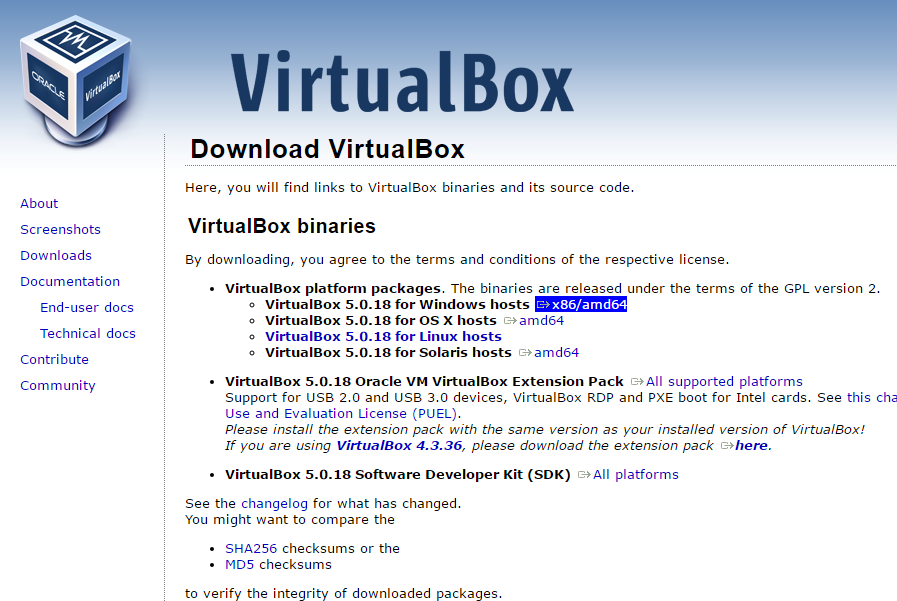 ORACLE
VirtualBox
VirtualBox
Download VirtualBox
Here, you will find links to VirtualBox binaries and its source code.
About
Screenshots
Downloads
Documentation
End-user docs
Technical docs
Contribute
Community
VirtualBox binaries
By downloading, you agree to the terms and conditions of the respective license.
VirtualBox platform packages. The binaries are released under the terms of the GPL version 2.
VirtualBox 5.0.18 for Windows hosts x86/amd64
VirtualBox 5.0.18 for OS X hosts amd64
VirtualBox 5.0.18 for Linux hosts
VirtualBox 5.0.18 for Solaris hosts amd64
VirtualBox 5.0.18 Oracle VM VirtualBox Extension Pack All supported platforms
Support for USB 2.0 and USB 3.0 devices, VirtualBox RDP and PXE boot for Intel cards. See this cha
Use and Evaluation License (PUEL).
Please install the extension pack with the same version as your installed version of VirtualBox!
If you are using VirtualBox 4.3.36, please download the extension pack here.
VirtualBox 5.0.18 Software Developer Kit (SDK) All platforms
See the changelog for what has changed.
You might want to compare the
SHA256 checksums or the
MD5 checksums
to verify the integrity of downloaded packages.